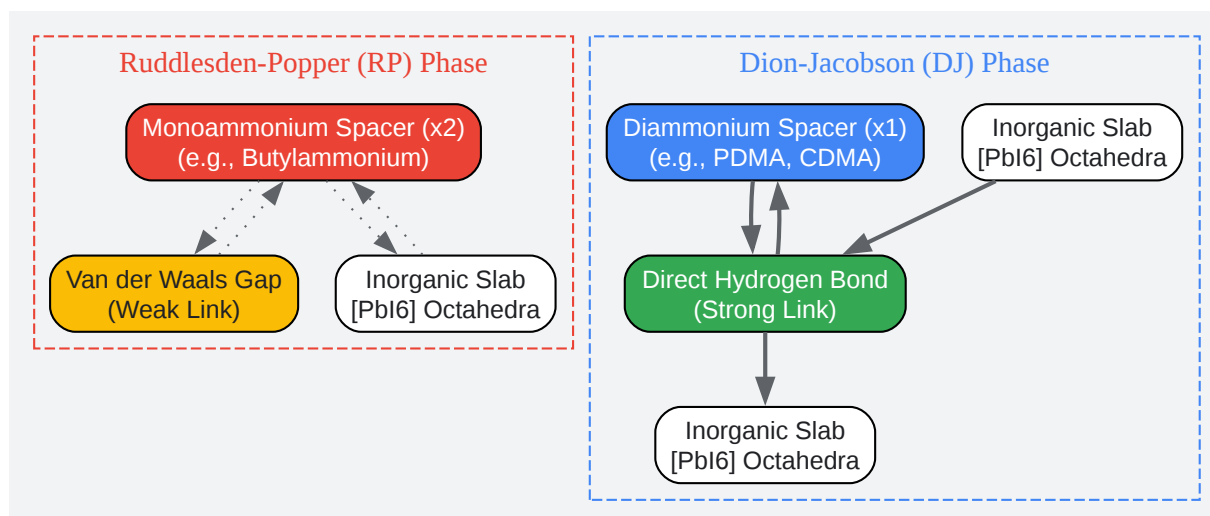 Ruddlesden-Popper (RP) Phase
Monoammonium Spacer (x2)
(e.g., Butylammonium)
Van der Waals Gap
(Weak Link)
Inorganic Slab
[PbI6] Octahedra
Dion-Jacobson (DJ) Phase
Diammonium Spacer (x1)
(e.g., PDMA, CDMA)
Inorganic Slab
[PbI6] Octahedra
Direct Hydrogen Bond
(Strong Link)
Inorganic Slab
[PbI6] Octahedra